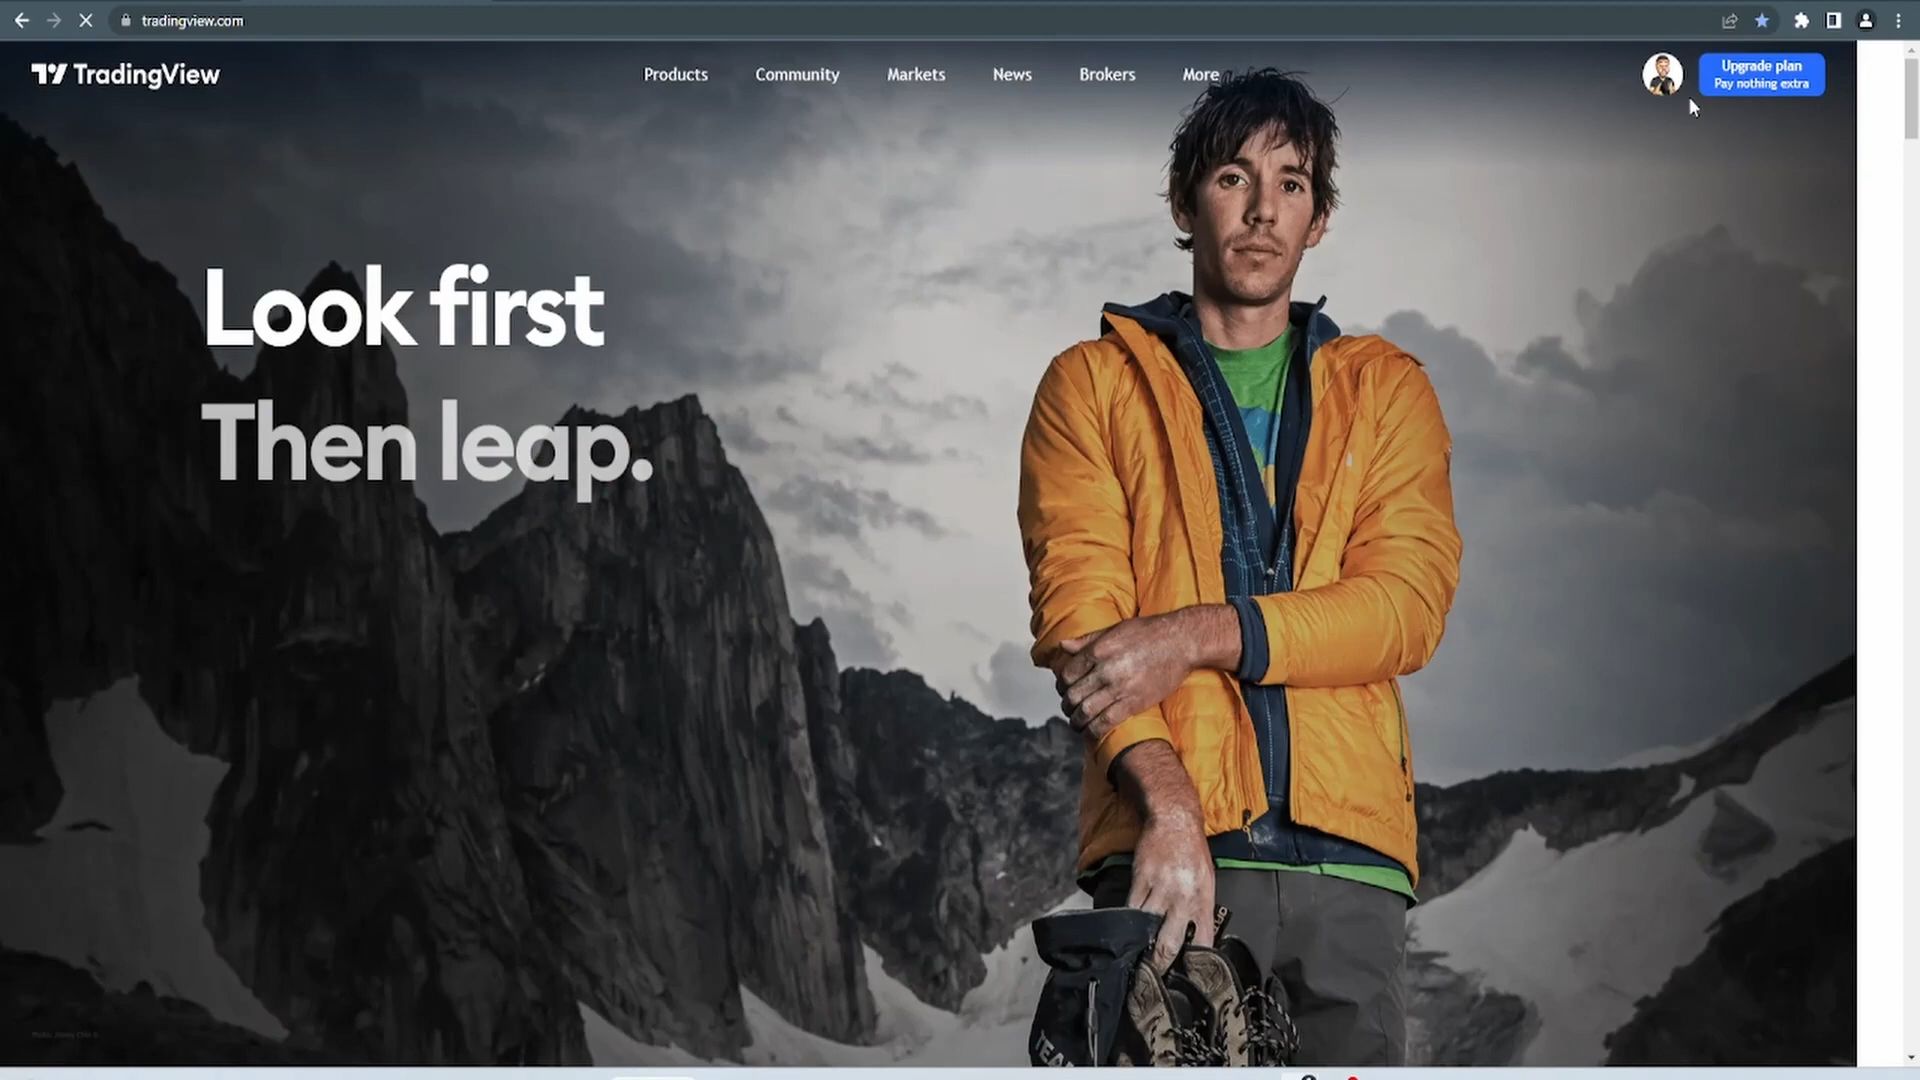 tradingview.com
TradingView
Products Community Markets News Brokers More
Upgrade plan
Pay nothing extra
Look first
Then leap.